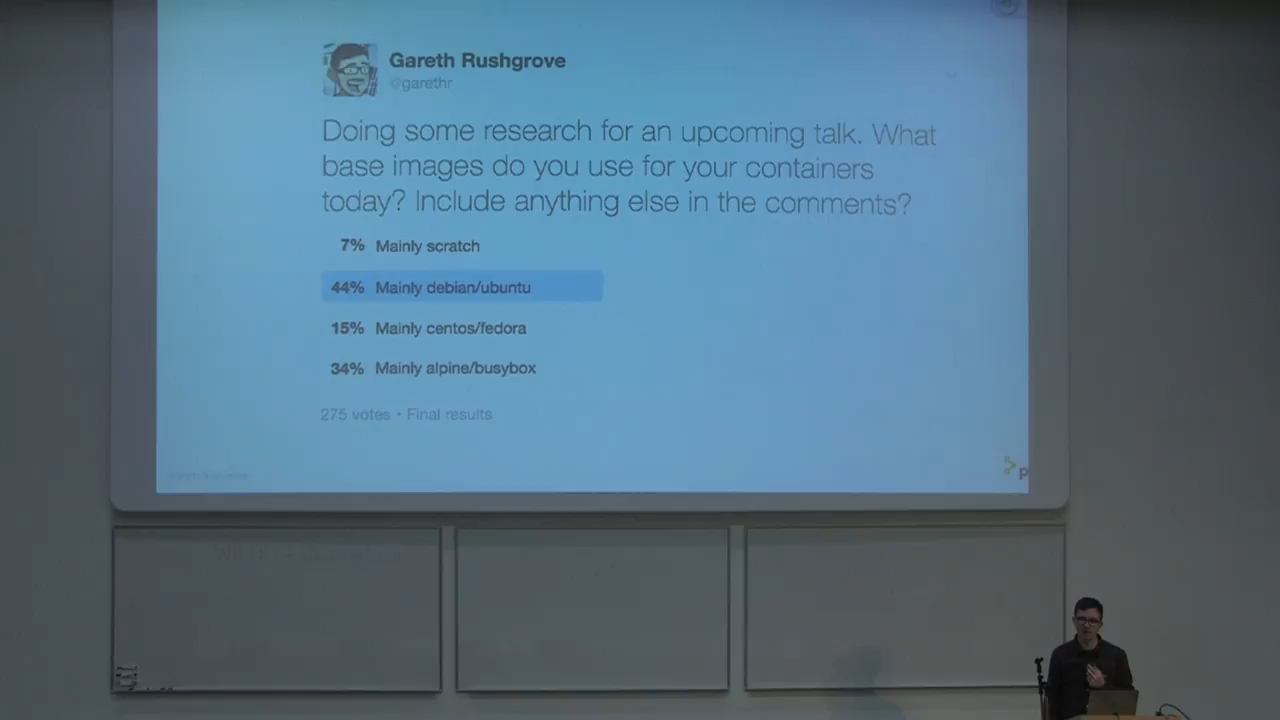 Gareth Rushgrove
@garethr
Doing some research for an upcoming talk. What
base images do you use for your containers
today? Include anything else in the comments?
7% Mainly scratch
44% Mainly debian/ubuntu
15% Mainly centos/fedora
34% Mainly alpine/busybox
275 votes • Final results
p